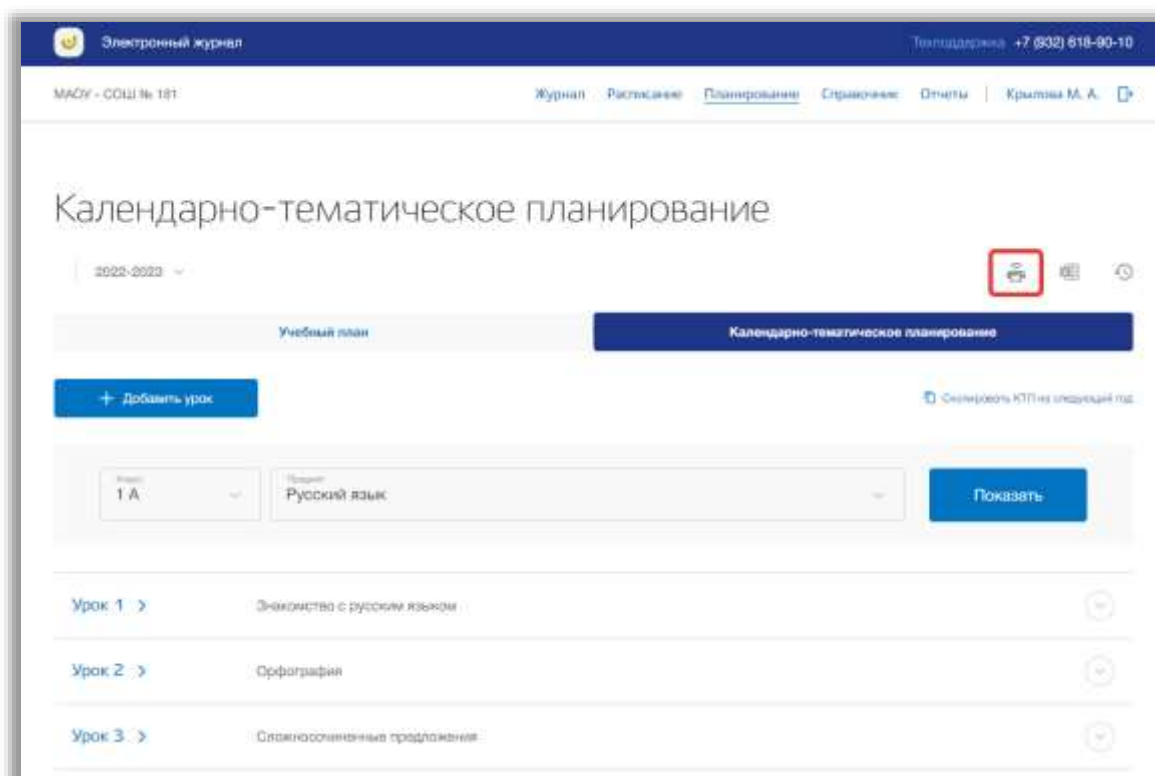 Электронный журнал
Техподдержка +7 (932) 618-90-10
МАОУ - СОШ № 181
Журнал Расписание Планирование Справочник Отчеты Крылова М. А.
Календарно-тематическое планирование
2022-2023
Учебный план
Календарно-тематическое планирование
+ Добавить урок
Скопировать КТП на следующий год
Класс
1 А
Предмет
Русский язык
Показать
Урок 1 Знакомство с русским языком
Урок 2 Орфография
Урок 3 Сложносочиненные предложения